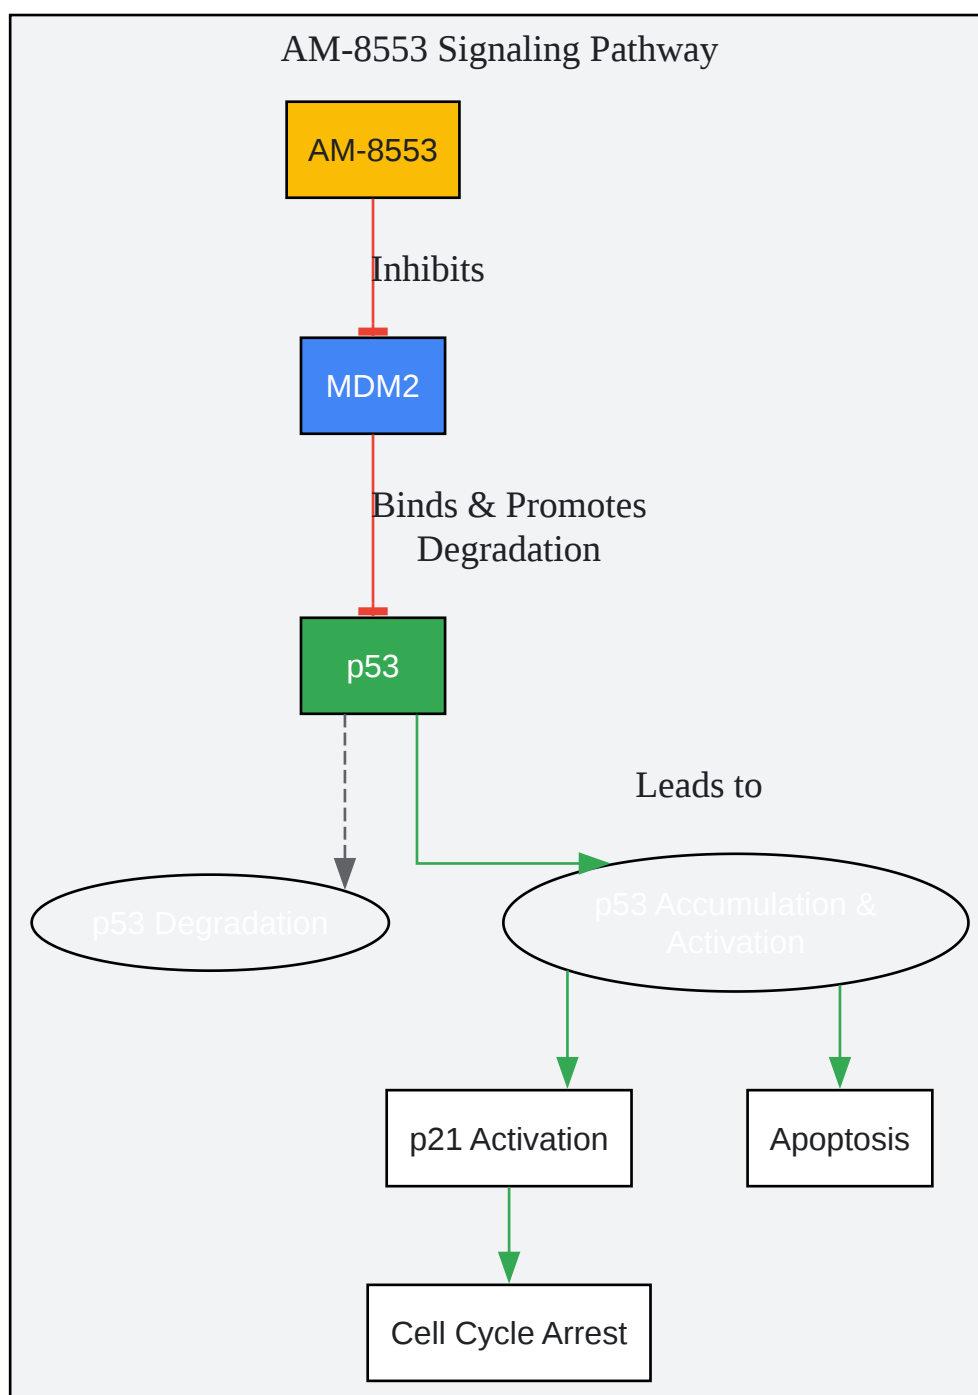 AM-8553 Signaling Pathway
AM-8553
Inhibits
MDM2
Binds & Promotes
Degradation
p53
Leads to
p53 Degradation
p53 Accumulation &
Activation
p21 Activation
Apoptosis
Cell Cycle Arrest